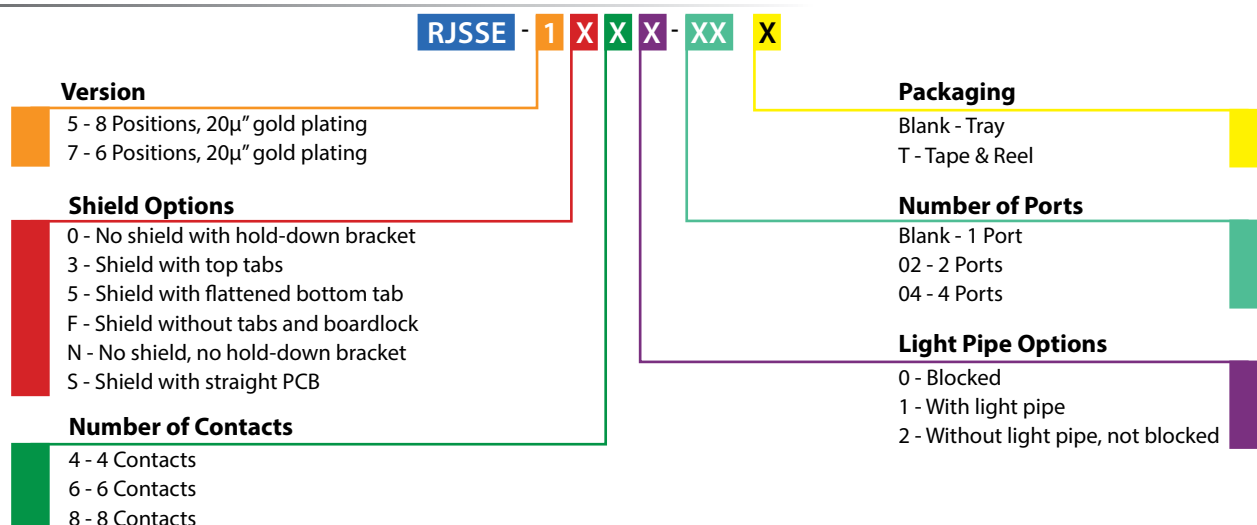 RJSSE - 1 X X X - XX X
Version
5 - 8 Positions, 20µ” gold plating
7 - 6 Positions, 20µ” gold plating
Shield Options
0 - No shield with hold-down bracket
3 - Shield with top tabs
5 - Shield with flattened bottom tab
F - Shield without tabs and boardlock
N - No shield, no hold-down bracket
S - Shield with straight PCB
Number of Contacts
4 - 4 Contacts
6 - 6 Contacts
8 - 8 Contacts
Packaging
Blank - Tray
T - Tape & Reel
Number of Ports
Blank - 1 Port
02 - 2 Ports
04 - 4 Ports
Light Pipe Options
0 - Blocked
1 - With light pipe
2 - Without light pipe, not blocked